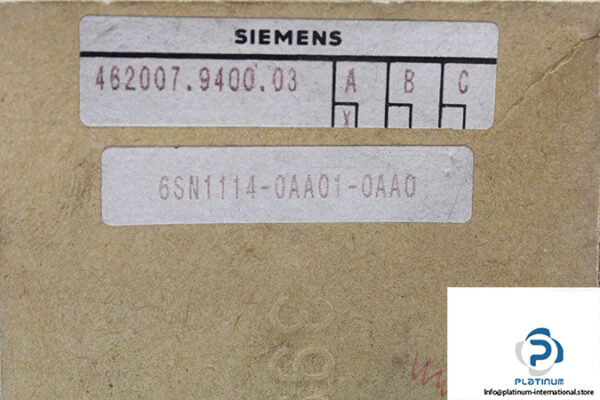 SIEMENS
462007.9400.03 A B C
X
6SN1114-0AA01-0AA0
PLATINUM
Info@platinum-international.store